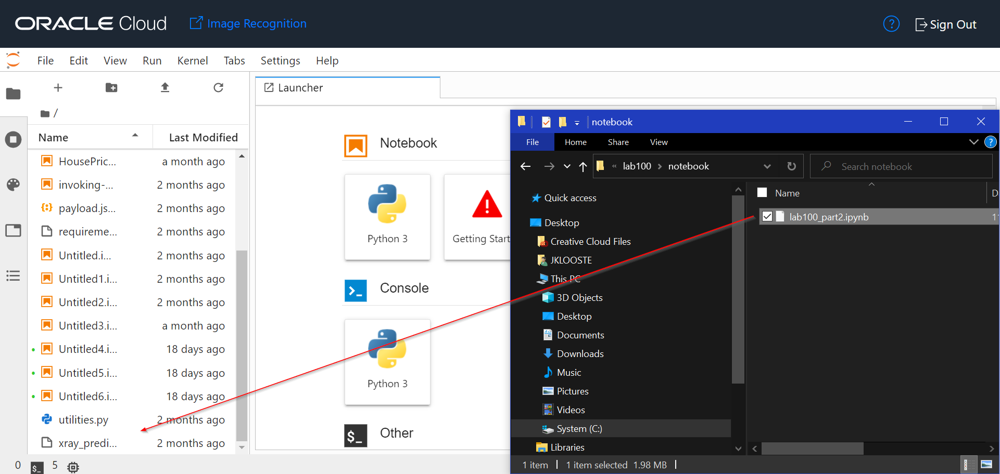 ORACLE Cloud
Image Recognition
?
Sign Out
File Edit View Run Kernel Tabs Settings Help
/
Name Last Modified
HousePric... a month ago
invoking-... 2 months ago
payload.js... 2 months ago
requireme... 2 months ago
Untitled.i... 2 months ago
Untitled1.i... 2 months ago
Untitled2.i... 2 months ago
Untitled3.i... a month ago
Untitled4.i... 18 days ago
Untitled5.i... 18 days ago
Untitled6.i... 18 days ago
utilities.py 2 months ago
xray_predi... 2 months ago
0 $_ 5
Launcher
Notebook
Python 3
Getting Start
>_ Console
Python 3
$_ Other
notebook
File Home Share View
?
« lab100 > notebook
Search notebook
Quick access
Desktop
Creative Cloud Files
JKLOOSTE
This PC
3D Objects
Desktop
Documents
Downloads
Music
Pictures
Videos
System (C:)
Libraries
Name D
lab100_part2.ipynb 1
1 item 1 item selected 1.98 MB